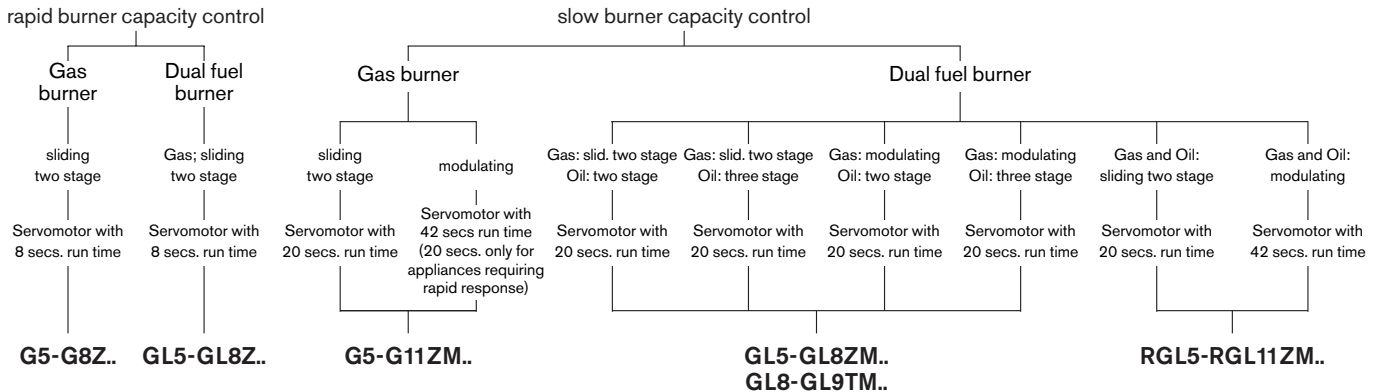 rapid burner capacity control
slow burner capacity control
Gas
burner
Dual fuel
burner
Gas burner
Dual fuel burner
sliding
two stage
Gas; sliding
two stage
sliding
two stage
modulating
Gas: slid. two stage
Oil: two stage
Gas: slid. two stage
Oil: three stage
Gas: modulating
Oil: two stage
Gas: modulating
Oil: three stage
Gas and Oil:
sliding two stage
Gas and Oil:
modulating
Servomotor with
8 secs. run time
Servomotor with
8 secs. run time
Servomotor with
20 secs. run time
Servomotor with
42 secs run time
(20 secs. only for
appliances requiring
rapid response)
Servomotor with
20 secs. run time
Servomotor with
20 secs. run time
Servomotor with
20 secs. run time
Servomotor with
20 secs. run time
Servomotor with
20 secs. run time
Servomotor with
42 secs. run time
G5-G8Z..
GL5-GL8Z..
G5-G11ZM..
GL5-GL8ZM..
GL8-GL9TM..
RGL5-RGL11ZM..